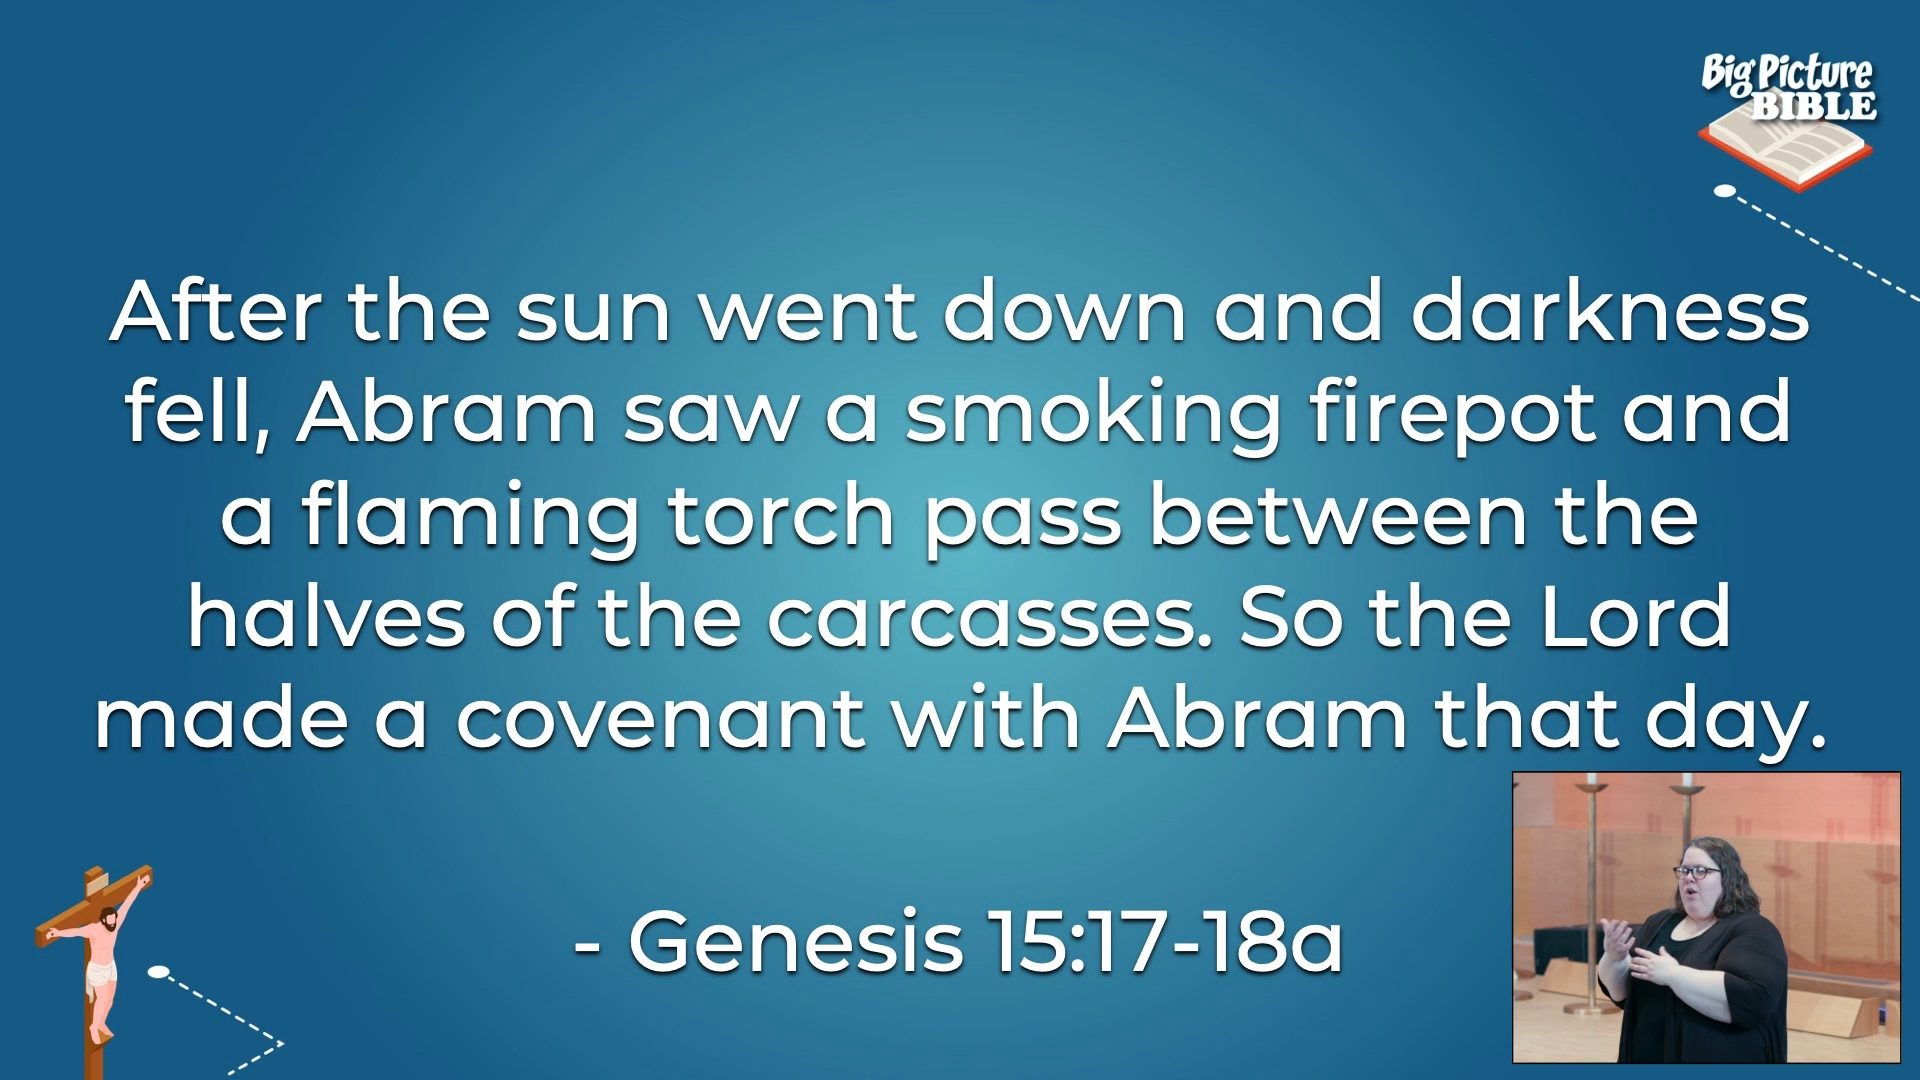 Big Picture
BIBLE
After the sun went down and darkness
fell, Abram saw a smoking firepot and
a flaming torch pass between the
halves of the carcasses. So the Lord
made a covenant with Abram that day.
- Genesis 15:17-18a